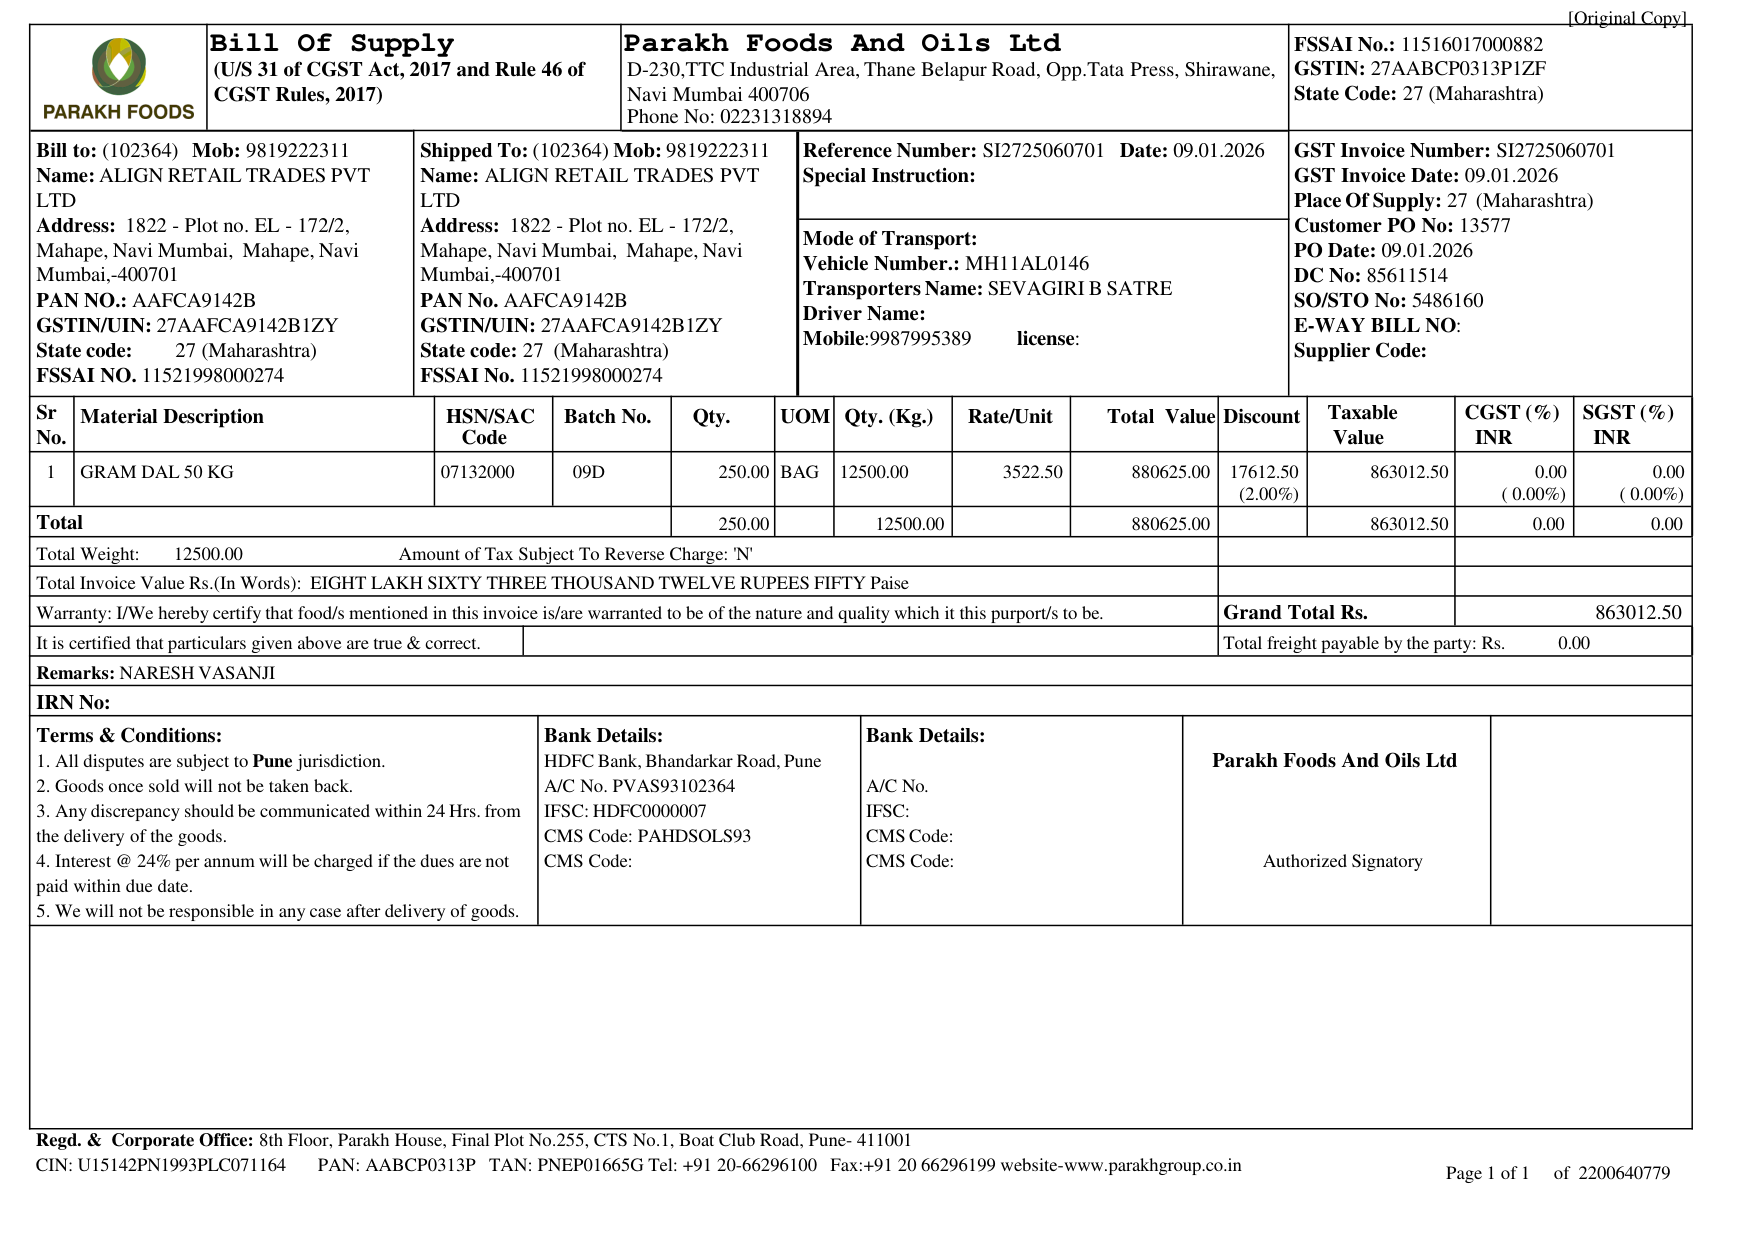 [Original Copy]
PARAKH FOODS
Bill Of Supply
(U/S 31 of CGST Act, 2017 and Rule 46 of
CGST Rules, 2017)
Parakh Foods And Oils Ltd
D-230,TTC Industrial Area, Thane Belapur Road, Opp.Tata Press, Shirawane,
Navi Mumbai 400706
Phone No: 02231318894
FSSAI No.: 11516017000882
GSTIN: 27AABCP0313P1ZF
State Code: 27 (Maharashtra)
Bill to: (102364) Mob: 9819222311
Name: ALIGN RETAIL TRADES PVT
LTD
Address: 1822 - Plot no. EL - 172/2,
Mahape, Navi Mumbai, Mahape, Navi
Mumbai,-400701
PAN NO.: AAFCA9142B
GSTIN/UIN: 27AAFCA9142B1ZY
State code: 27 (Maharashtra)
FSSAI NO. 11521998000274
Shipped To: (102364) Mob: 9819222311
Name: ALIGN RETAIL TRADES PVT
LTD
Address: 1822 - Plot no. EL - 172/2,
Mahape, Navi Mumbai, Mahape, Navi
Mumbai,-400701
PAN No. AAFCA9142B
GSTIN/UIN: 27AAFCA9142B1ZY
State code: 27 (Maharashtra)
FSSAI No. 11521998000274
Reference Number: SI2725060701 Date: 09.01.2026
Special Instruction:
Mode of Transport:
Vehicle Number.: MH11AL0146
Transporters Name: SEVAGIRI B SATRE
Driver Name:
Mobile:9987995389 license:
GST Invoice Number: SI2725060701
GST Invoice Date: 09.01.2026
Place Of Supply: 27 (Maharashtra)
Customer PO No: 13577
PO Date: 09.01.2026
DC No: 85611514
SO/STO No: 5486160
E-WAY BILL NO:
Supplier Code:
Sr No. Material Description HSN/SAC Code Batch No. Qty. UOM Qty. (Kg.) Rate/Unit Total Value Discount Taxable Value CGST (%) INR SGST (%) INR
1 GRAM DAL 50 KG 07132000 09D 250.00 BAG 12500.00 3522.50 880625.00 17612.50 863012.50 0.00 0.00
(2.00%) ( 0.00%) ( 0.00%)
Total 250.00 12500.00 880625.00 863012.50 0.00 0.00
Total Weight: 12500.00 Amount of Tax Subject To Reverse Charge: 'N'
Total Invoice Value Rs.(In Words): EIGHT LAKH SIXTY THREE THOUSAND TWELVE RUPEES FIFTY Paise
Warranty: I/We hereby certify that food/s mentioned in this invoice is/are warranted to be of the nature and quality which it this purport/s to be. Grand Total Rs. 863012.50
It is certified that particulars given above are true & correct. Total freight payable by the party: Rs. 0.00
Remarks: NARESH VASANJI
IRN No:
Terms & Conditions:
1. All disputes are subject to Pune jurisdiction.
2. Goods once sold will not be taken back.
3. Any discrepancy should be communicated within 24 Hrs. from
the delivery of the goods.
4. Interest @ 24% per annum will be charged if the dues are not
paid within due date.
5. We will not be responsible in any case after delivery of goods.
Bank Details:
HDFC Bank, Bhandarkar Road, Pune
A/C No. PVAS93102364
IFSC: HDFC0000007
CMS Code: PAHDSOLS93
CMS Code:
Bank Details:
A/C No.
IFSC:
CMS Code:
CMS Code:
Parakh Foods And Oils Ltd
Authorized Signatory
Regd. & Corporate Office: 8th Floor, Parakh House, Final Plot No.255, CTS No.1, Boat Club Road, Pune- 411001
CIN: U15142PN1993PLC071164 PAN: AABCP0313P TAN: PNEP01665G Tel: +91 20-66296100 Fax:+91 20 66296199 website-www.parakhgroup.co.in
Page 1 of 1 of 2200640779